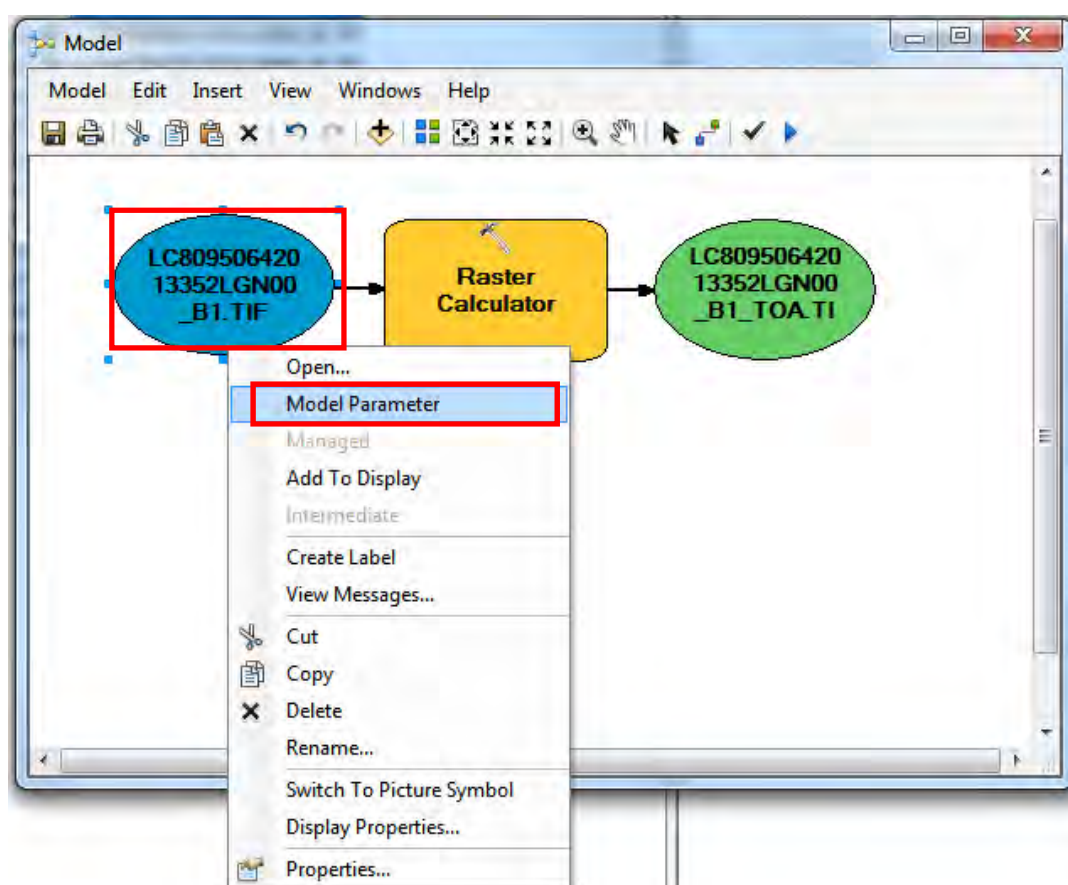 Model
Model Edit Insert View Windows Help
LC809506420
13352LGN00
_B1.TIF
Raster
Calculator
LC809506420
13352LGN00
_B1_TOA.TI
Open...
Model Parameter
Managed
Add To Display
Intermediate
Create Label
View Messages...
Cut
Copy
Delete
Rename...
Switch To Picture Symbol
Display Properties...
Properties...